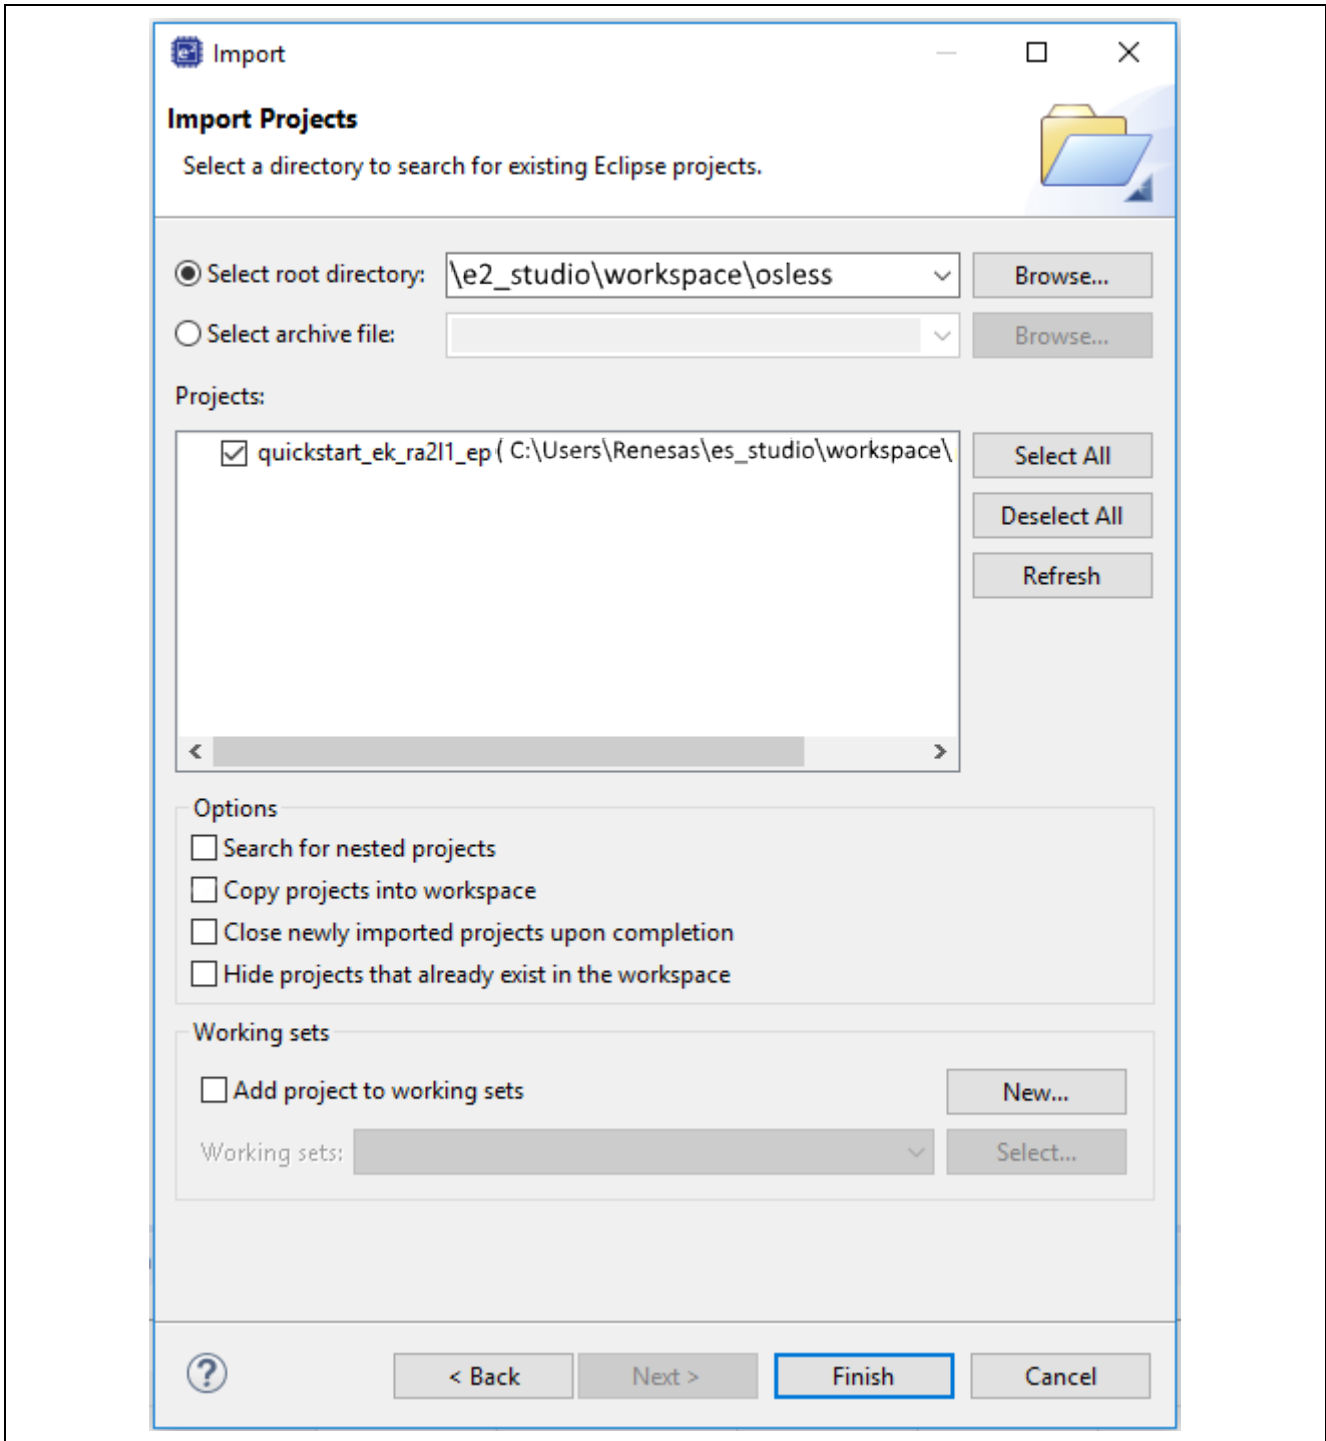 Import
Import Projects
Select a directory to search for existing Eclipse projects.
Select root directory: \e2_studio\workspace\osless Browse...
Select archive file: Browse...
Projects:
quickstart_ek_ra2l1_ep ( C:\Users\Renesas\es_studio\workspace\ Select All
Deselect All
Refresh
Options
Search for nested projects
Copy projects into workspace
Close newly imported projects upon completion
Hide projects that already exist in the workspace
Working sets
Add project to working sets New...
Working sets: Select...
< Back Next > Finish Cancel